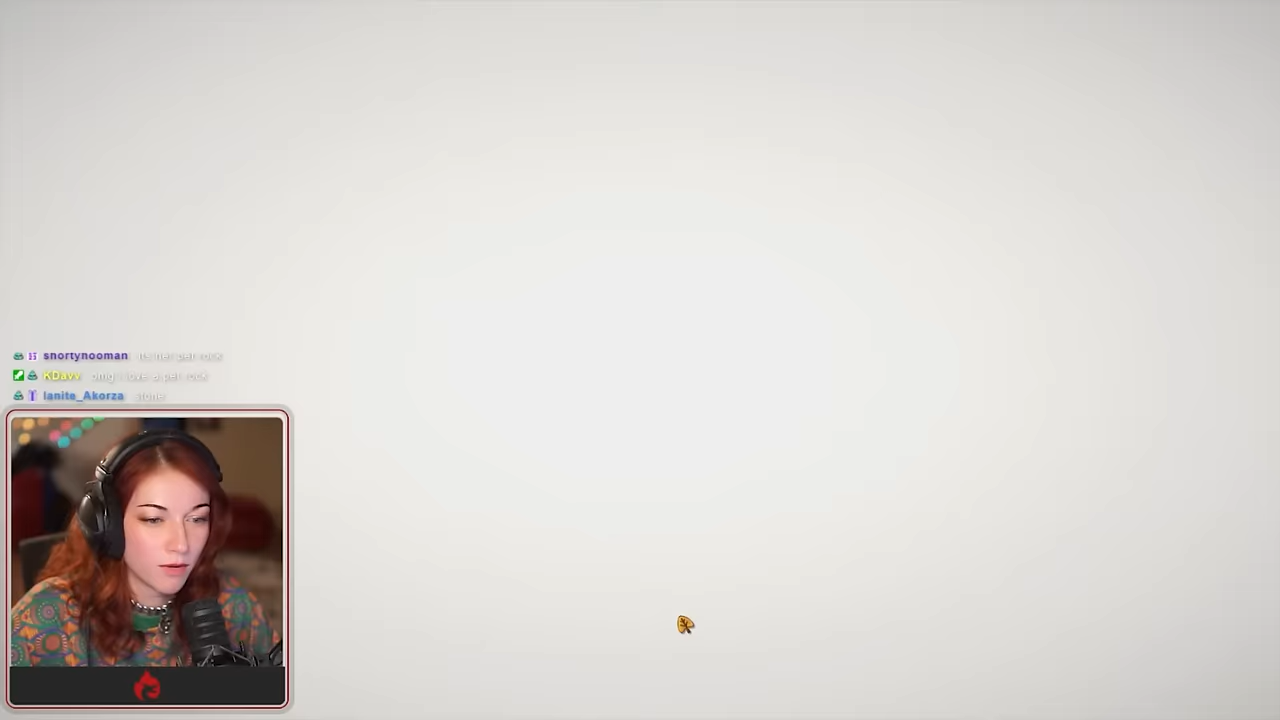 snortynooman its her pet rock
KDavv omg i love a pet rock
Ianite_Akorza stone